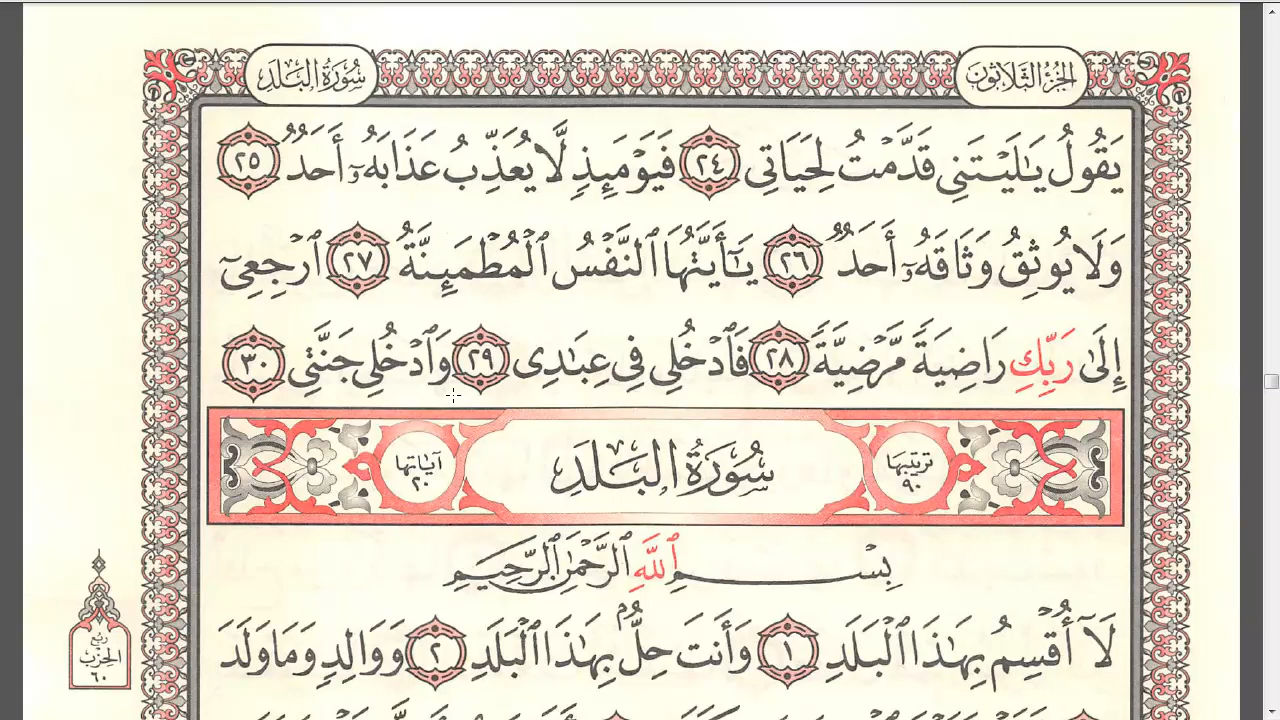 الجزء الثلاثون
سورة البلد
يَقُولُ يَٰلَيۡتَنِي قَدَّمۡتُ لِحَيَاتِي ٢٤ فَيَوۡمَئِذٖ لَّا يُعَذِّبُ عَذَابَهُۥٓ أَحَدٞ ٢٥
وَلَا يُوثِقُ وَثَاقَهُۥٓ أَحَدٞ ٢٦ يَٰٓأَيَّتُهَا ٱلنَّفۡسُ ٱلۡمُطۡمَئِنَّةُ ٢٧ ٱرۡجِعِيٓ
إِلَىٰ رَبِّكِ رَاضِيَةٗ مَّرۡضِيَّةٗ ٢٨ فَٱدۡخُلِي فِي عِبَٰدِي ٢٩ وَٱدۡخُلِي جَنَّتِي ٣٠
ترتيبها ٩٠
سُورَةُ البَلَدِ
آياتها ٢٠
بِسۡمِ ٱللَّهِ ٱلرَّحۡمَٰنِ ٱلرَّحِيمِ
لَآ أُقۡسِمُ بِهَٰذَا ٱلۡبَلَدِ ١ وَأَنتَ حِلُّۢ بِهَٰذَا ٱلۡبَلَدِ ٢ وَوَالِدٖ وَمَا وَلَدَ
ربع
الحزب
٦٠